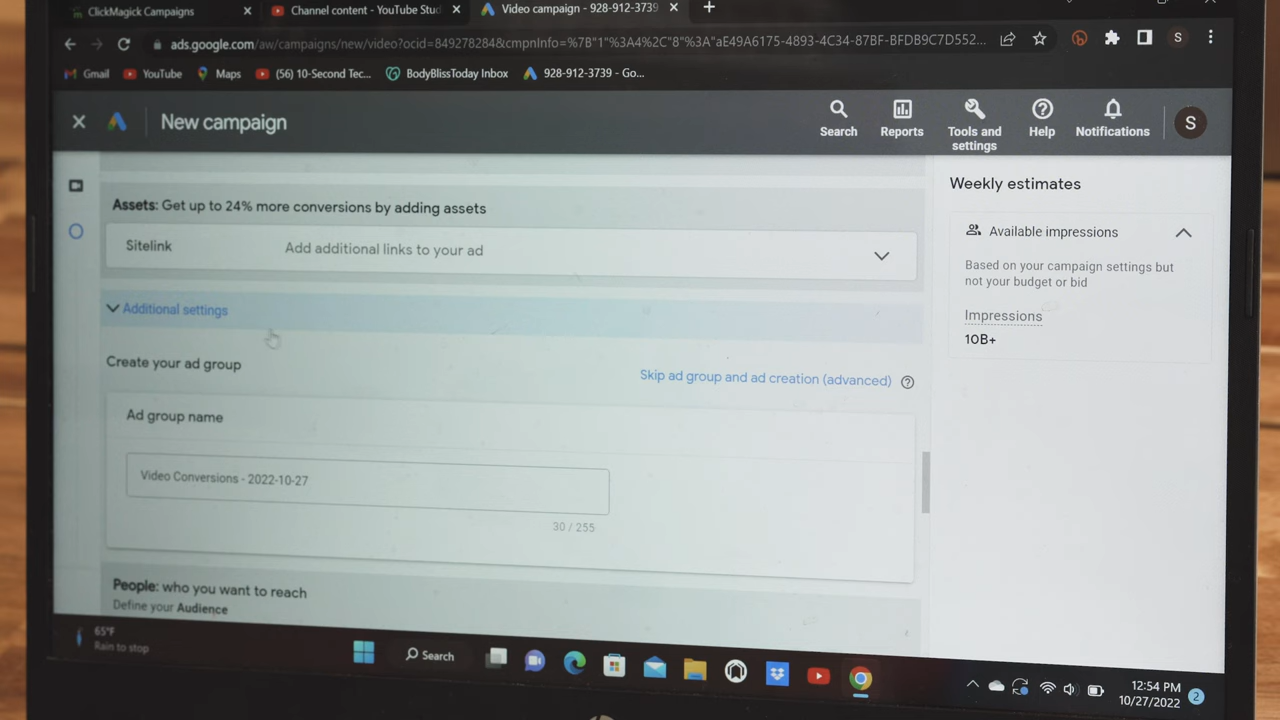 ClickMagick Campaigns
Channel content - YouTube Stud
Video campaign - 928-912-3739
ads.google.com/aw/campaigns/new/video?ocid=849278284&cmpnInfo=%7B"1"%3A4%2C"8"%3A"aE49A6175-4893-4C34-87BF-BFDB9C7D552...
S
Gmail
YouTube
Maps
(56) 10-Second Tec...
BodyBlissToday Inbox
928-912-3739 - Go...
New campaign
Search
Reports
Tools and settings
Help
Notifications
S
Weekly estimates
Assets: Get up to 24% more conversions by adding assets
Sitelink
Add additional links to your ad
Available impressions
Based on your campaign settings but
not your budget or bid
Impressions
10B+
Additional settings
Create your ad group
Skip ad group and ad creation (advanced)
Ad group name
Video Conversions - 2022-10-27
30 / 255
People: who you want to reach
Define your Audience
65°F
Rain to stop
Search
12:54 PM
10/27/2022
2